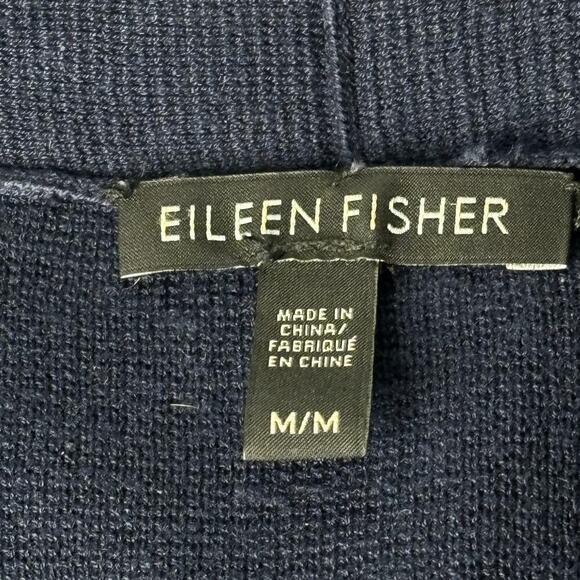 EILEEN FISHER
MADE IN
CHINA/
FABRIQUÉ
EN CHINE
M/M